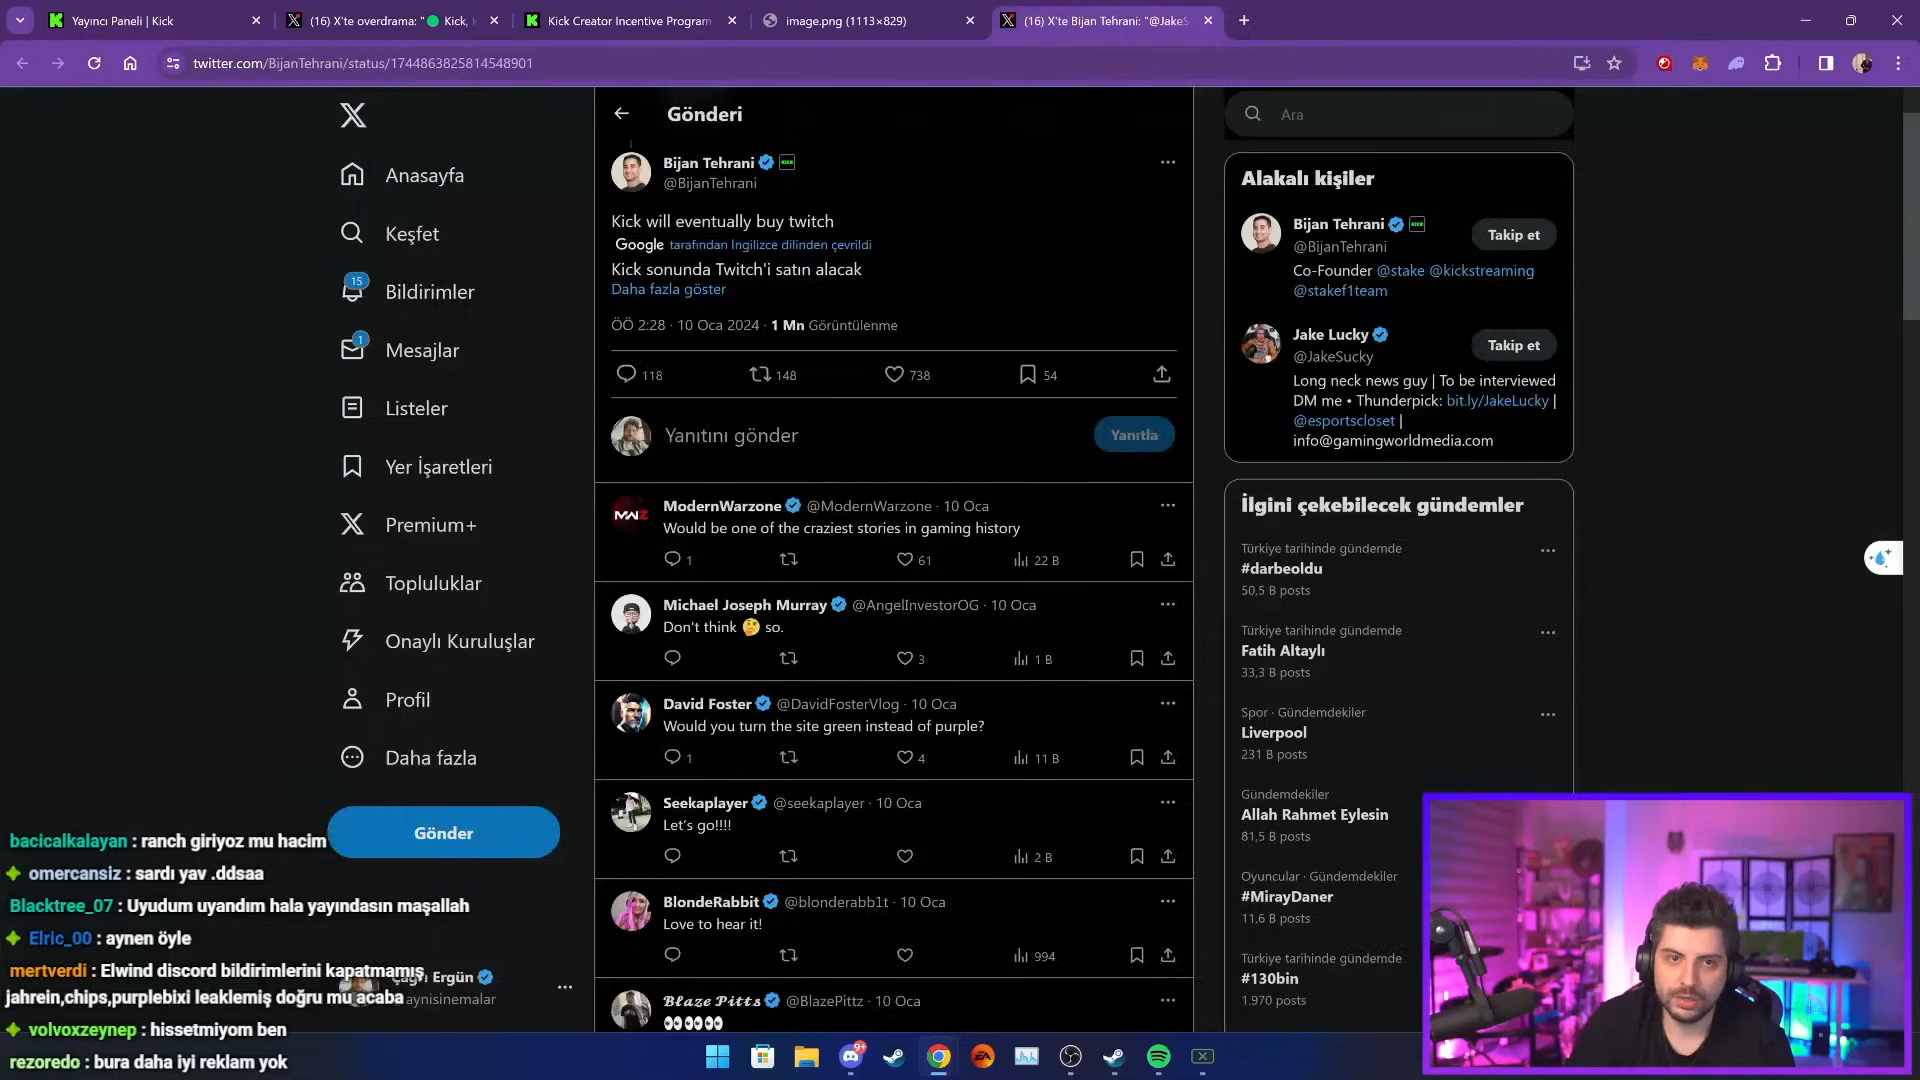 Yayıncı Paneli | Kick
(16) X'te overdrama: "🟢 Kick,
Kick Creator Incentive Program
image.png (1113×829)
(16) X'te Bijan Tehrani: "@JakeS
twitter.com/BijanTehrani/status/1744863825814548901
Anasayfa
Keşfet
15
Bildirimler
1
Mesajlar
Listeler
Yer İşaretleri
Premium+
Topluluklar
Onaylı Kuruluşlar
Profil
Daha fazla
Gönder
Ergün
aynisinemalar
Gönderi
Bijan Tehrani
KICK
@BijanTehrani
Kick will eventually buy twitch
Google tarafından İngilizce dilinden çevrildi
Kick sonunda Twitch'i satın alacak
Daha fazla göster
ÖÖ 2:28 · 10 Oca 2024 · 1 Mn Görüntülenme
118 148 738 54
Yanıtını gönder
Yanıtla
MWZ
ModernWarzone @ModernWarzone · 10 Oca
Would be one of the craziest stories in gaming history
1 61 22 B
Michael Joseph Murray @AngelInvestorOG · 10 Oca
Don't think 🤔 so.
3 1 B
David Foster @DavidFosterVlog · 10 Oca
Would you turn the site green instead of purple?
1 4 11 B
Seekaplayer @seekaplayer · 10 Oca
Let's go!!!!
2 B
BlondeRabbit @blonderabb1t · 10 Oca
Love to hear it!
994
𝓑𝓵𝓪𝔃𝓮 𝓟𝓲𝓽𝓽𝓼 @BlazePittz · 10 Oca
👀👀👀
Ara
Alakalı kişiler
Bijan Tehrani
KICK
@BijanTehrani
Takip et
Co-Founder @stake @kickstreaming
@stakef1team
Jake Lucky
@JakeSucky
Takip et
Long neck news guy | To be interviewed
DM me • Thunderpick: bit.ly/JakeLucky |
@esportscloset |
info@gamingworldmedia.com
İlgini çekebilecek gündemler
Türkiye tarihinde gündemde
#darbeoldu
50,5 B posts
Türkiye tarihinde gündemde
Fatih Altaylı
33,3 B posts
Spor · Gündemdekiler
Liverpool
231 B posts
Gündemdekiler
Allah Rahmet Eylesin
81,5 B posts
Oyuncular · Gündemdekiler
#MirayDaner
11,6 B posts
Türkiye tarihinde gündemde
#130bin
1.970 posts
bacicalkalayan : ranch giriyoz mu hacim
omercansiz : sardı yav .ddsaa
Blacktree_07 : Uyudum uyandım hala yayındasın maşallah
Elric_00 : aynen öyle
mertverdi : Elwind discord bildirimlerini kapatmamış
jahrein,chips,purplebixi leaklemiş doğru mu acaba
volvoxzeynep : hissetmiyom ben
rezoredo : bura daha iyi reklam yok
9+
EA